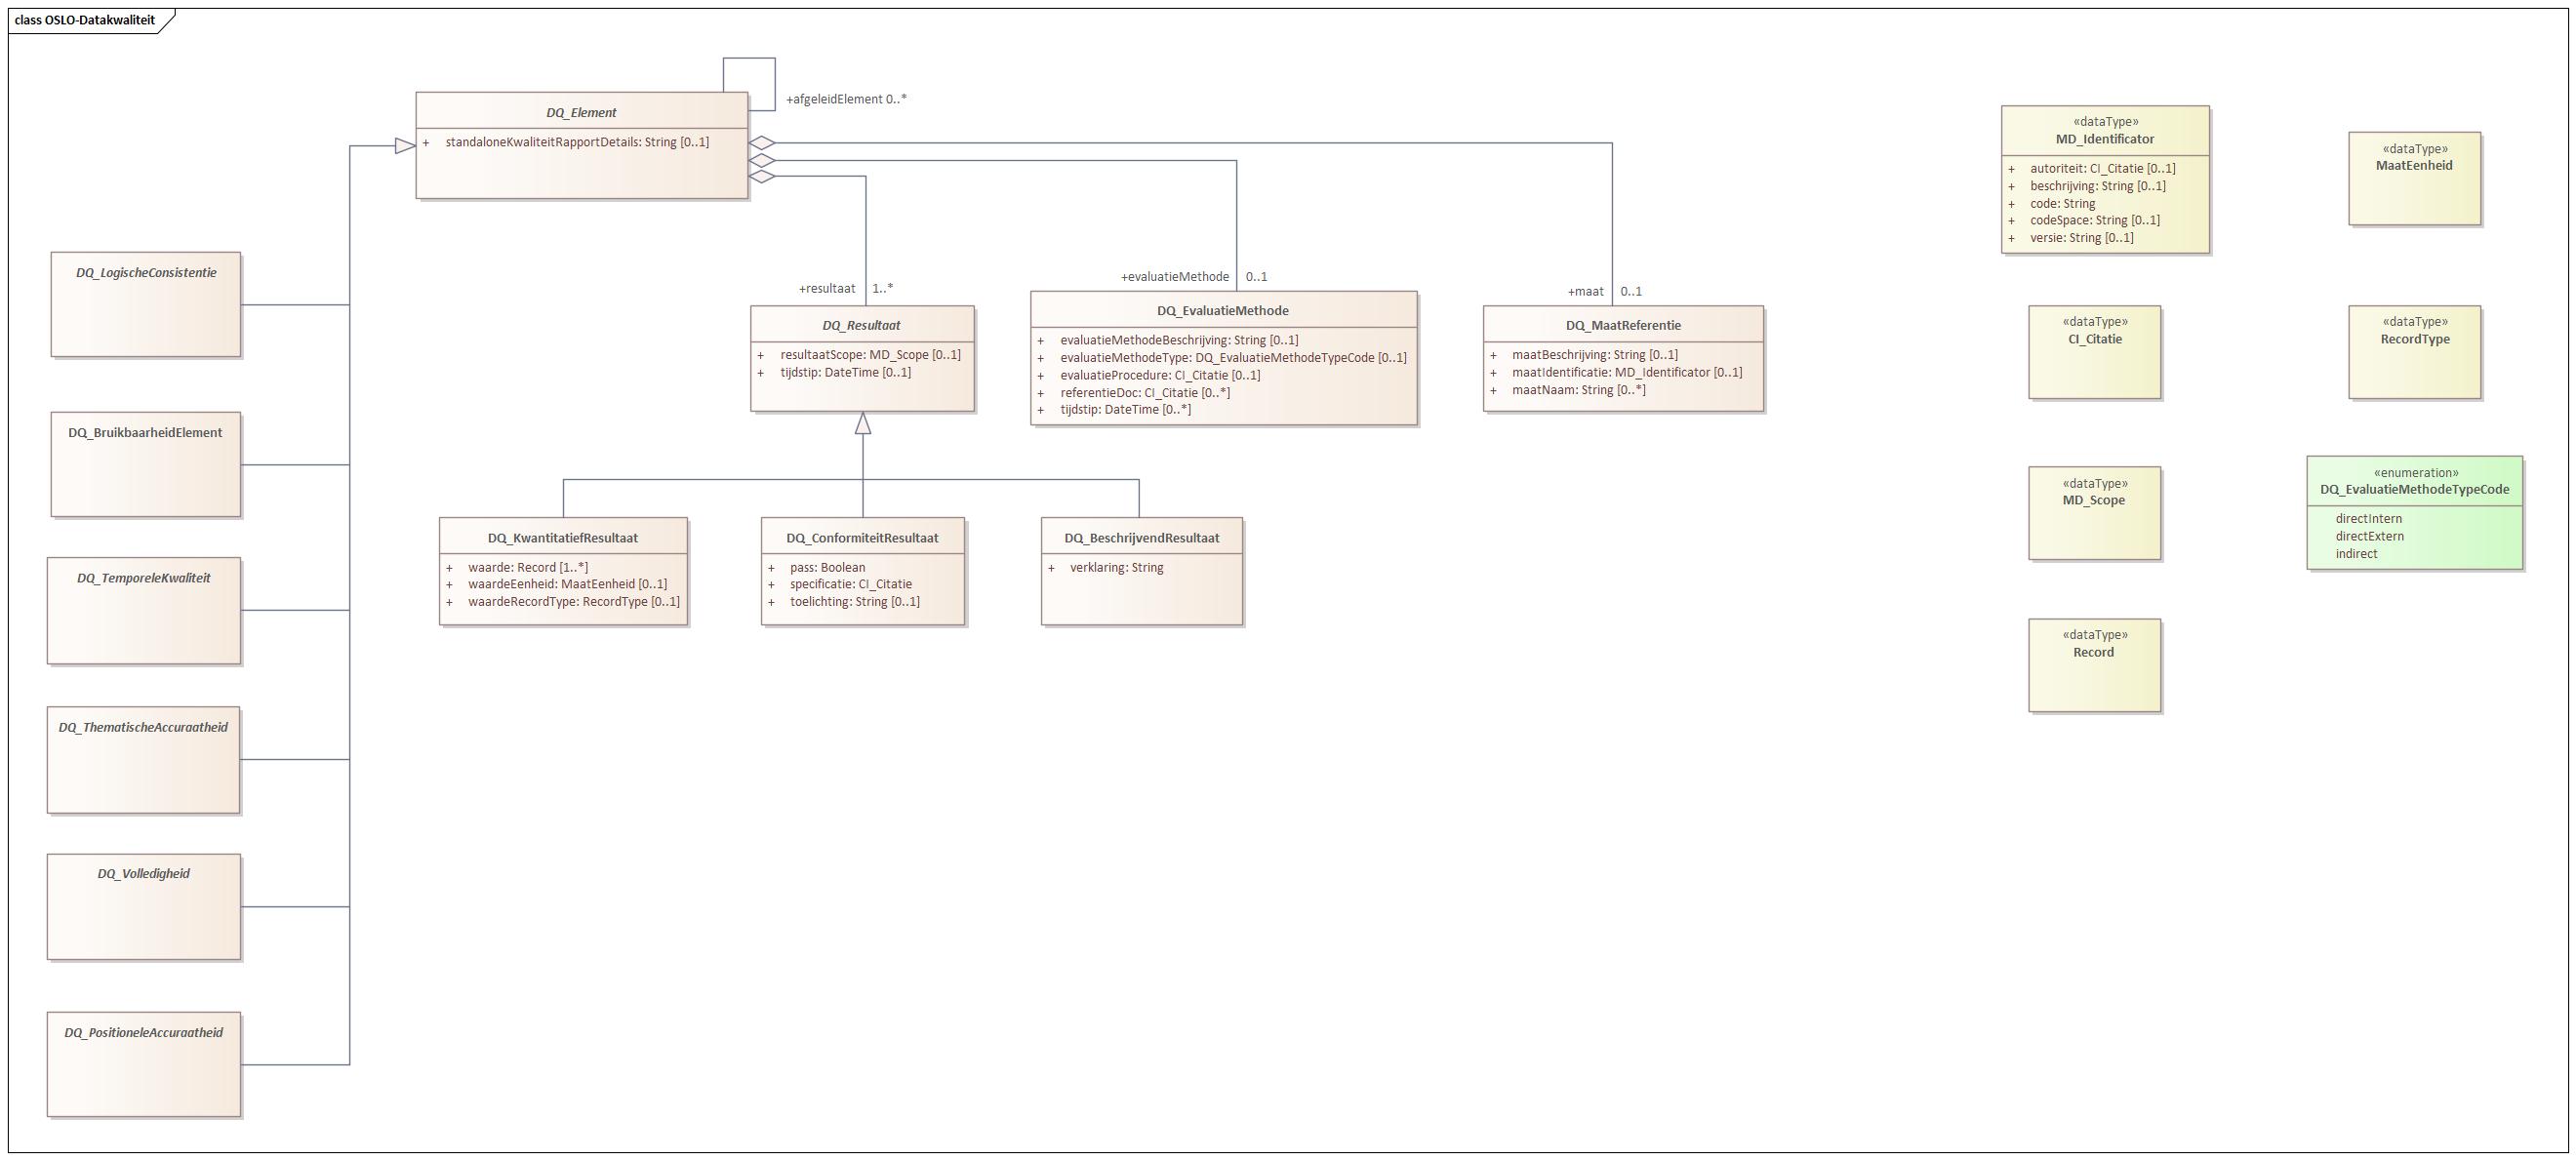 class OSLO-Datakwaliteit
+afgeleidElement 0..*
DQ_Element
+ standaloneKwaliteitRapportDetails: String [0..1]
+resultaat 1..*
+evaluatieMethode 0..1
+maat 0..1
DQ_LogischeConsistentie
DQ_BruikbaarheidElement
DQ_TemporeleKwaliteit
DQ_ThematischeAccuraatheid
DQ_Volledigheid
DQ_PositioneleAccuraatheid
DQ_Resultaat
+ resultaatScope: MD_Scope [0..1]
+ tijdstip: DateTime [0..1]
DQ_EvaluatieMethode
+ evaluatieMethodeBeschrijving: String [0..1]
+ evaluatieMethodeType: DQ_EvaluatieMethodeTypeCode [0..1]
+ evaluatieProcedure: CI_Citatie [0..1]
+ referentieDoc: CI_Citatie [0..*]
+ tijdstip: DateTime [0..*]
DQ_MaatReferentie
+ maatBeschrijving: String [0..1]
+ maatIdentificatie: MD_Identificator [0..1]
+ maatNaam: String [0..*]
DQ_KwantitatiefResultaat
+ waarde: Record [1..*]
+ waardeEenheid: MaatEenheid [0..1]
+ waardeRecordType: RecordType [0..1]
DQ_ConformiteitResultaat
+ pass: Boolean
+ specificatie: CI_Citatie
+ toelichting: String [0..1]
DQ_BeschrijvendResultaat
+ verklaring: String
«dataType»
MD_Identificator
+ autoriteit: CI_Citatie [0..1]
+ beschrijving: String [0..1]
+ code: String
+ codeSpace: String [0..1]
+ versie: String [0..1]
«dataType»
MaatEenheid
«dataType»
CI_Citatie
«dataType»
RecordType
«dataType»
MD_Scope
«enumeration»
DQ_EvaluatieMethodeTypeCode
directIntern
directExtern
indirect
«dataType»
Record